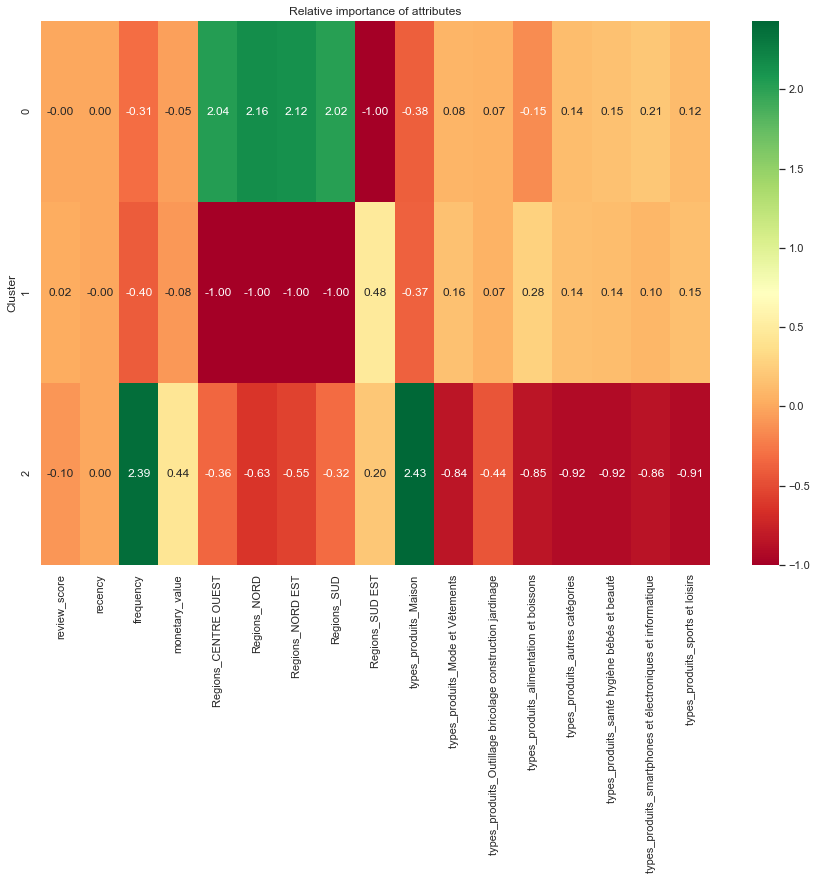 Relative importance of attributes
Cluster
0
-0.00 0.00 -0.31 -0.05 2.04 2.16 2.12 2.02 -1.00 -0.38 0.08 0.07 -0.15 0.14 0.15 0.21 0.12
1
0.02 -0.00 -0.40 -0.08 -1.00 -1.00 -1.00 -1.00 0.48 -0.37 0.16 0.07 0.28 0.14 0.14 0.10 0.15
2
-0.10 0.00 2.39 0.44 -0.36 -0.63 -0.55 -0.32 0.20 2.43 -0.84 -0.44 -0.85 -0.92 -0.92 -0.86 -0.91
review_score
recency
frequency
monetary_value
Regions_CENTRE OUEST
Regions_NORD
Regions_NORD EST
Regions_SUD
Regions_SUD EST
types_produits_Maison
types_produits_Mode et Vêtements
types_produits_Outillage bricolage construction jardinage
types_produits_alimentation et boissons
types_produits_autres catégories
types_produits_santé hygiène bébés et beauté
types_produits_smartphones et électroniques et informatique
types_produits_sports et loisirs
2.0
1.5
1.0
0.5
0.0
−0.5
−1.0